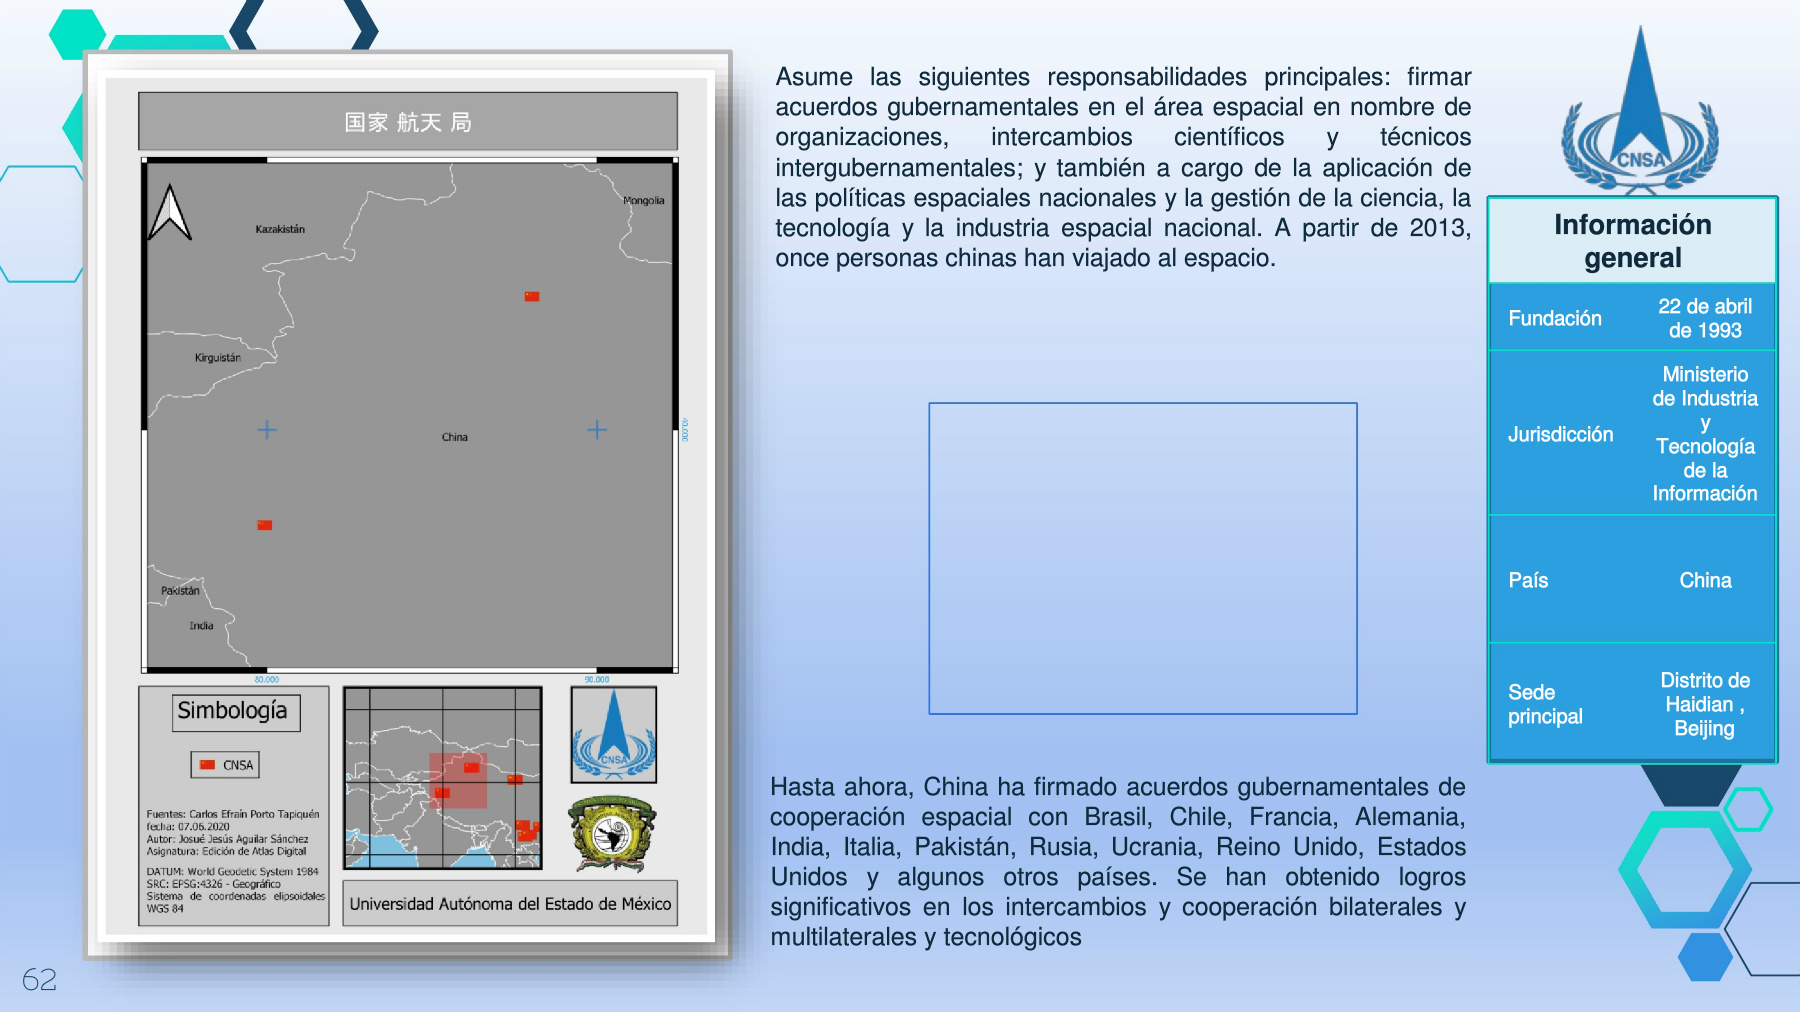 国家 航天 局
Mongolia
Kazakistán
Kirguistán
China
Pakistán
India
40.000
80.000
90.000
Simbología
CNSA
Fuentes: Carlos Efraín Porto Tapiquén
fecha: 07.06.2020
Autor: Josué Jesús Aguilar Sánchez
Asignatura: Edición de Atlas Digital
DATUM: World Geodetic System 1984
SRC: EPSG:4326 - Geográfico
Sistema de coordenadas elipsoidales
WGS 84
CNSA
Universidad Autónoma del Estado de México
Asume las siguientes responsabilidades principales: firmar
acuerdos gubernamentales en el área espacial en nombre de
organizaciones, intercambios científicos y técnicos
intergubernamentales; y también a cargo de la aplicación de
las políticas espaciales nacionales y la gestión de la ciencia, la
tecnología y la industria espacial nacional. A partir de 2013,
once personas chinas han viajado al espacio.
Hasta ahora, China ha firmado acuerdos gubernamentales de
cooperación espacial con Brasil, Chile, Francia, Alemania,
India, Italia, Pakistán, Rusia, Ucrania, Reino Unido, Estados
Unidos y algunos otros países. Se han obtenido logros
significativos en los intercambios y cooperación bilaterales y
multilaterales y tecnológicos
CNSA
Información
general
Fundación
22 de abril
de 1993
Jurisdicción
Ministerio
de Industria
y
Tecnología
de la
Información
País
China
Sede
principal
Distrito de
Haidian ,
Beijing
62